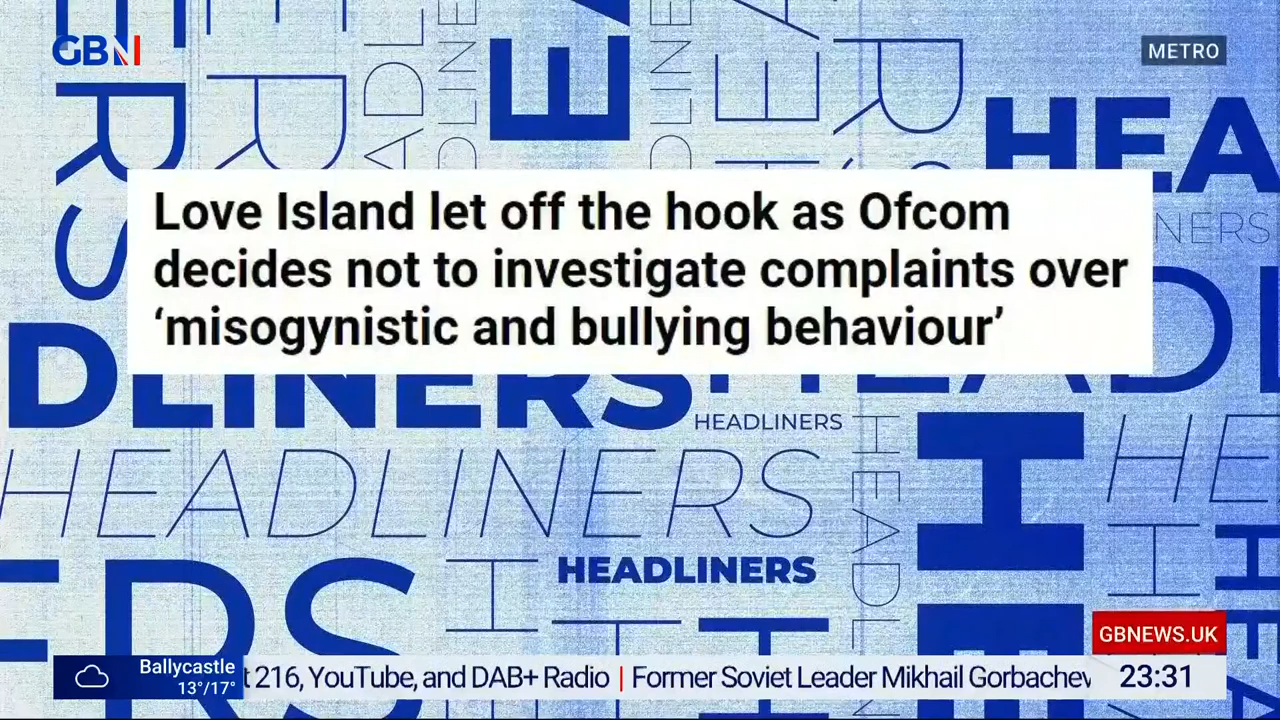 GBN
METRO
Love Island let off the hook as Ofcom
decides not to investigate complaints over
‘misogynistic and bullying behaviour’
HEADLINERS
HEADLINERS
HEADLINERS
GBNEWS.UK
Ballycastle
13°/17°
216, YouTube, and DAB+ Radio | Former Soviet Leader Mikhail Gorbachev
23:31